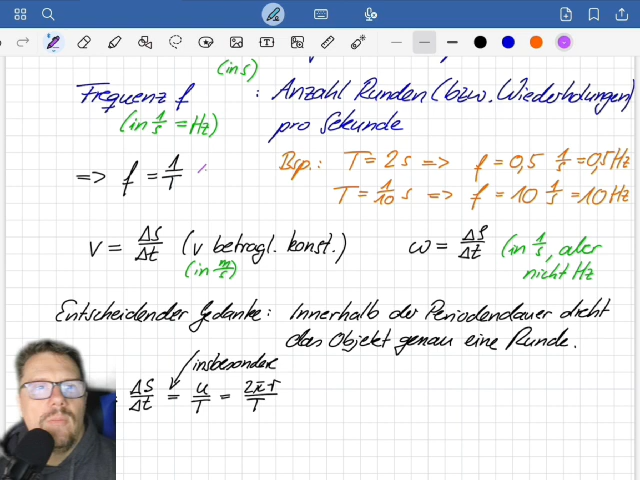 (in s)
Frequenz f : Anzahl Runden (bzw. Wiederholungen)
(in 1/s = Hz) pro Sekunde
=> f = 1/T
Bsp.: T = 2 s => f = 0,5 1/s = 0,5 Hz
T = 1/10 s => f = 10 1/s = 10 Hz
v = Δs/Δt (v betragl. konst.)
(in m/s)
ω = Δφ/Δt (in 1/s, aber
nicht Hz
Entscheidender Gedanke: Innerhalb der Periodendauer dreht
das Objekt genau eine Runde.
insbesondere
Δs/Δt = u/T = 2πr/T